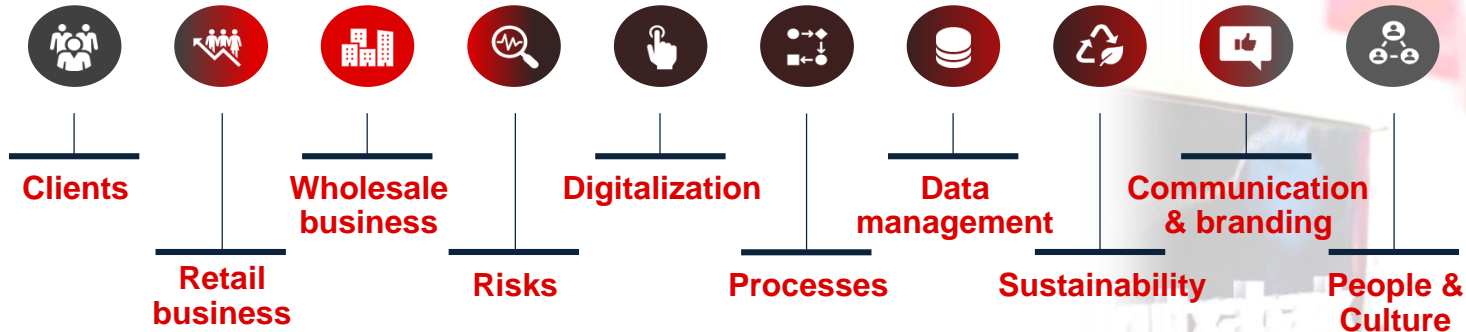 Clients
Retail
business
Wholesale
business
Risks
Digitalization
Processes
Data
management
Sustainability
Communication
& branding
People &
Culture